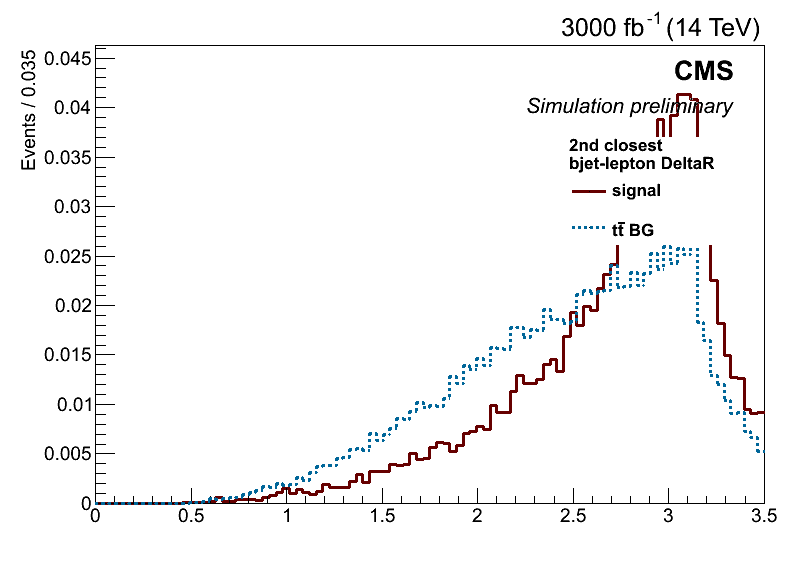 3000 fb-1 (14 TeV)
CMS
Simulation preliminary
2nd closest
bjet-lepton DeltaR
signal
tt̄ BG
Events / 0.035
0.045
0.04
0.035
0.03
0.025
0.02
0.015
0.01
0.005
0
0 0.5 1 1.5 2 2.5 3 3.5